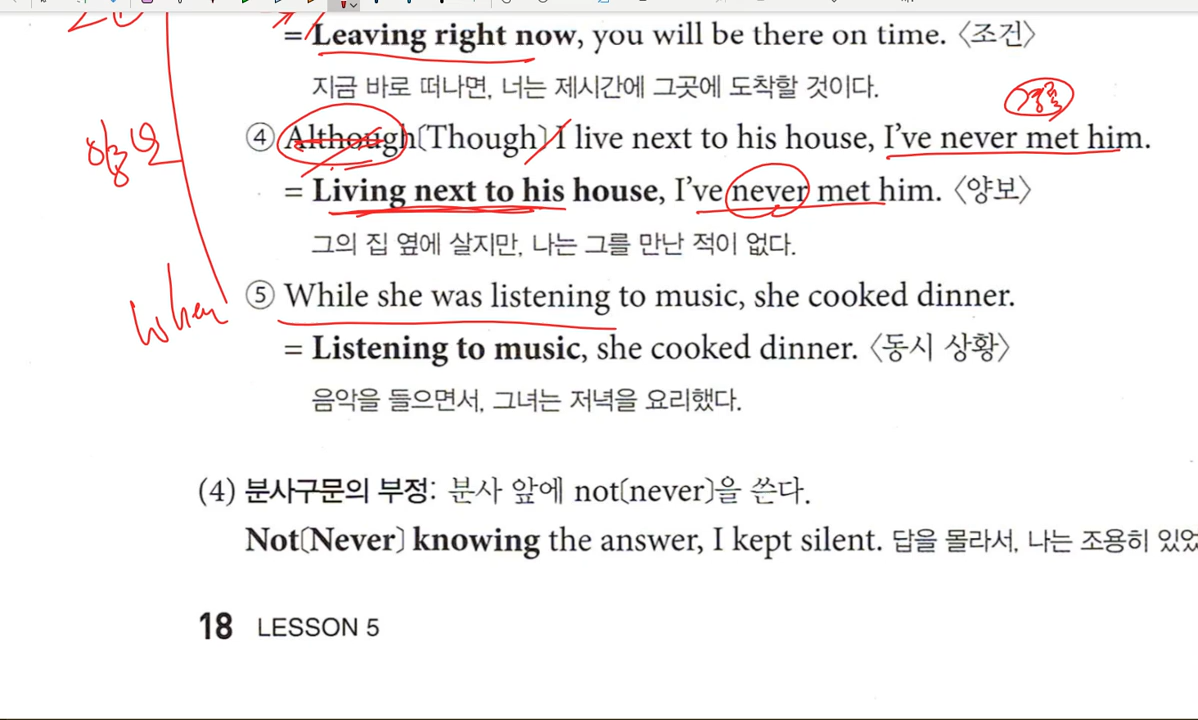 = Leaving right now, you will be there on time. 〈조건〉
지금 바로 떠나면, 너는 제시간에 그곳에 도착할 것이다.
④ Although(Though) I live next to his house, I've never met him.
= Living next to his house, I've never met him. 〈양보〉
그의 집 옆에 살지만, 나는 그를 만난 적이 없다.
when
⑤ While she was listening to music, she cooked dinner.
= Listening to music, she cooked dinner. 〈동시 상황〉
음악을 들으면서, 그녀는 저녁을 요리했다.
(4) 분사구문의 부정: 분사 앞에 not(never)을 쓴다.
Not(Never) knowing the answer, I kept silent. 답을 몰라서, 나는 조용히 있었
18 LESSON 5